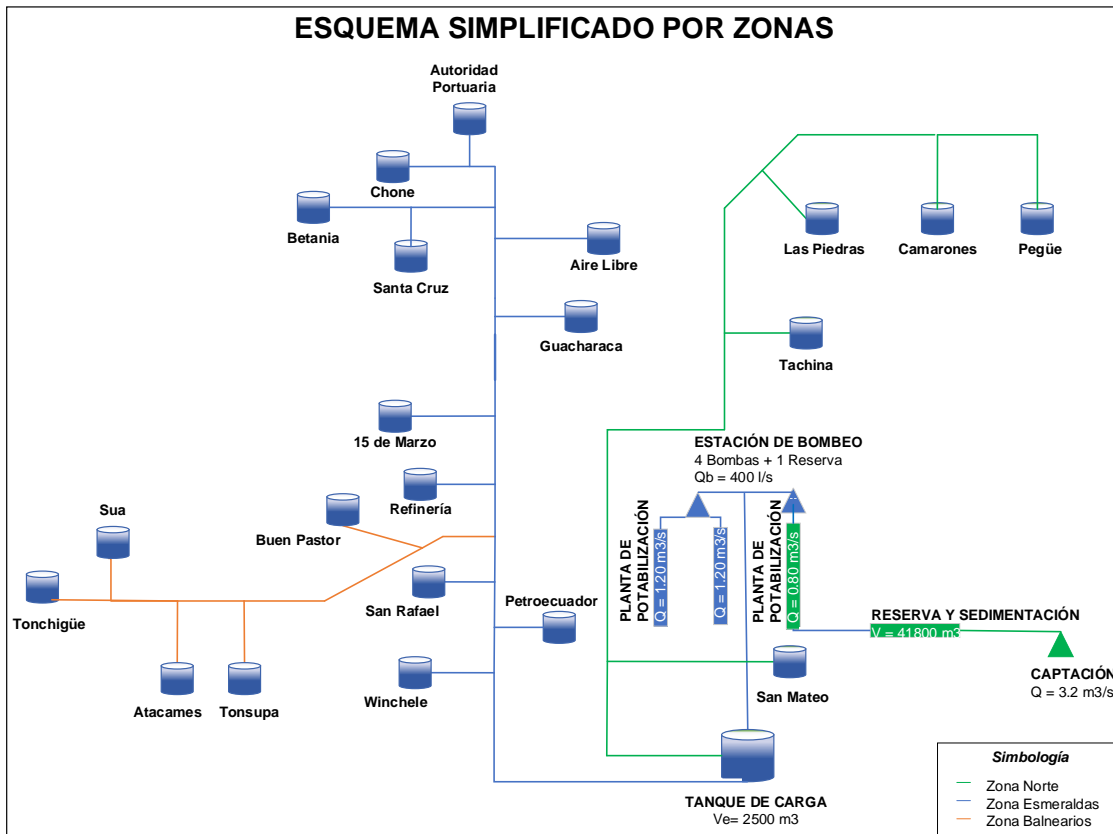 ESQUEMA SIMPLIFICADO POR ZONAS
Autoridad
Portuaria
Chone
Betania
Santa Cruz
Aire Libre
Guacharaca
Las Piedras
Camarones
Pegüe
Tachina
15 de Marzo
Refinería
Buen Pastor
Sua
Tonchigüe
San Rafael
Petroecuador
Atacames
Tonsupa
Winchele
ESTACIÓN DE BOMBEO
4 Bombas + 1 Reserva
Qb = 400 l/s
PLANTA DE
POTABILIZACIÓN
Q = 1.20 m3/s
Q = 1.20 m3/s
PLANTA DE
POTABILIZACIÓN
Q = 0.80 m3/s
RESERVA Y SEDIMENTACIÓN
V = 41800 m3
CAPTACIÓN
Q = 3.2 m3/s
San Mateo
TANQUE DE CARGA
Ve= 2500 m3
Simbología
Zona Norte
Zona Esmeraldas
Zona Balnearios